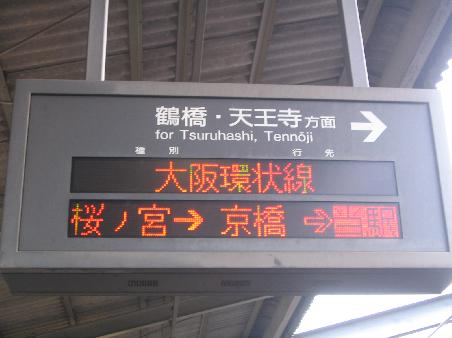 鶴橋・天王寺方面 →
for Tsuruhashi, Tennōji
種別 行先
大阪環状線
桜ノ宮➔京橋⇨